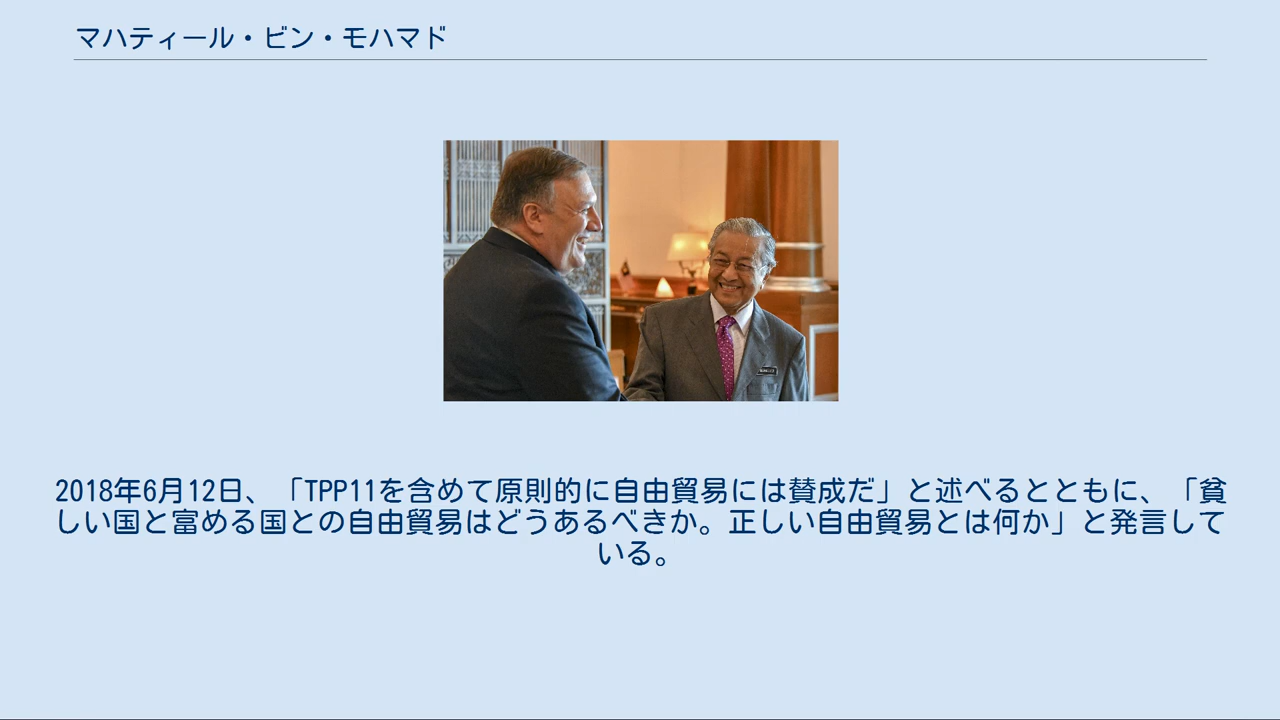 マハティール・ビン・モハマド
2018年6月12日、「TPP11を含めて原則的に自由貿易には賛成だ」と述べるとともに、「貧
しい国と富める国との自由貿易はどうあるべきか。正しい自由貿易とは何か」と発言して
いる。